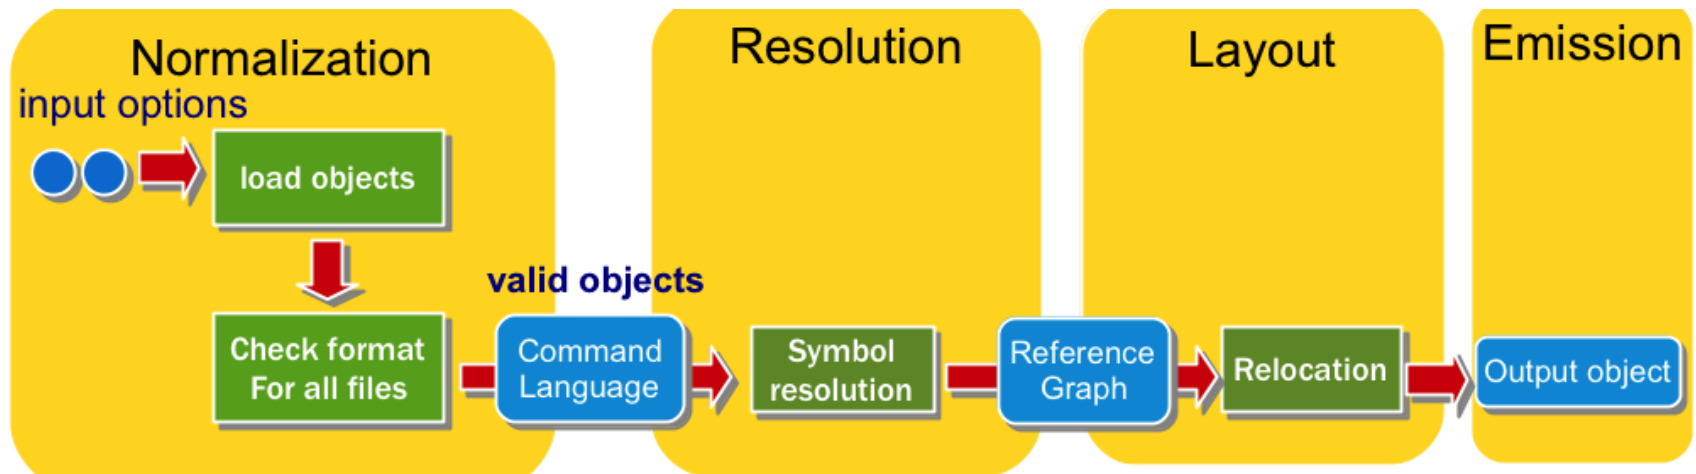 Normalization
Resolution
Layout
Emission
input options
load objects
valid objects
Check format
For all files
Command
Language
Symbol
resolution
Reference
Graph
Relocation
Output object